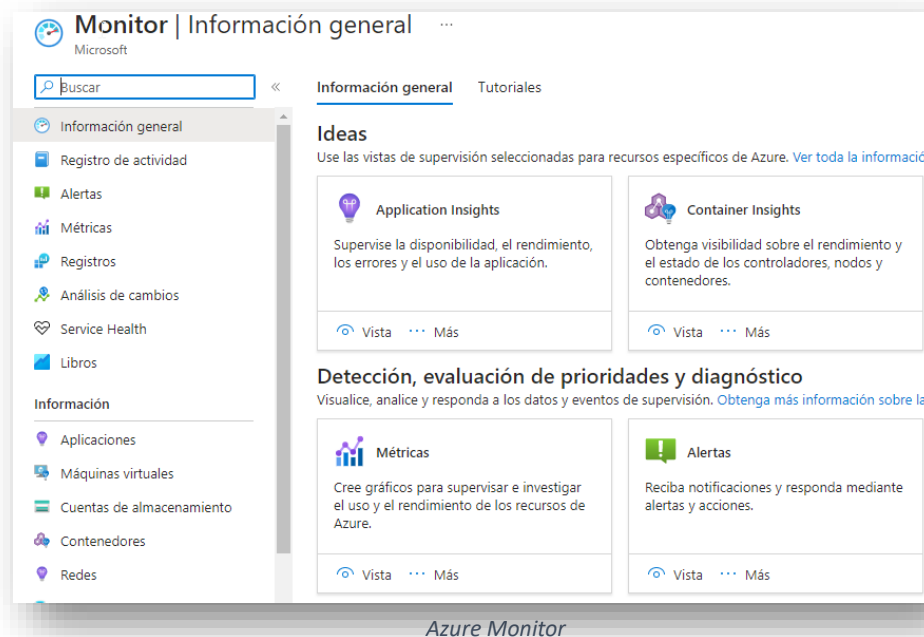 Monitor | Información general ...
Microsoft
Buscar
«
Información general
Registro de actividad
Alertas
Métricas
Registros
Análisis de cambios
Service Health
Libros
Información
Aplicaciones
Máquinas virtuales
Cuentas de almacenamiento
Contenedores
Redes
Información general Tutoriales
Ideas
Use las vistas de supervisión seleccionadas para recursos específicos de Azure. Ver toda la informació
Application Insights
Supervise la disponibilidad, el rendimiento,
los errores y el uso de la aplicación.
Vista ... Más
Container Insights
Obtenga visibilidad sobre el rendimiento y
el estado de los controladores, nodos y
contenedores.
Vista ... Más
Detección, evaluación de prioridades y diagnóstico
Visualice, analice y responda a los datos y eventos de supervisión. Obtenga más información sobre la
Métricas
Cree gráficos para supervisar e investigar
el uso y el rendimiento de los recursos de
Azure.
Vista ... Más
Alertas
Reciba notificaciones y responda mediante
alertas y acciones.
Vista ... Más
Azure Monitor